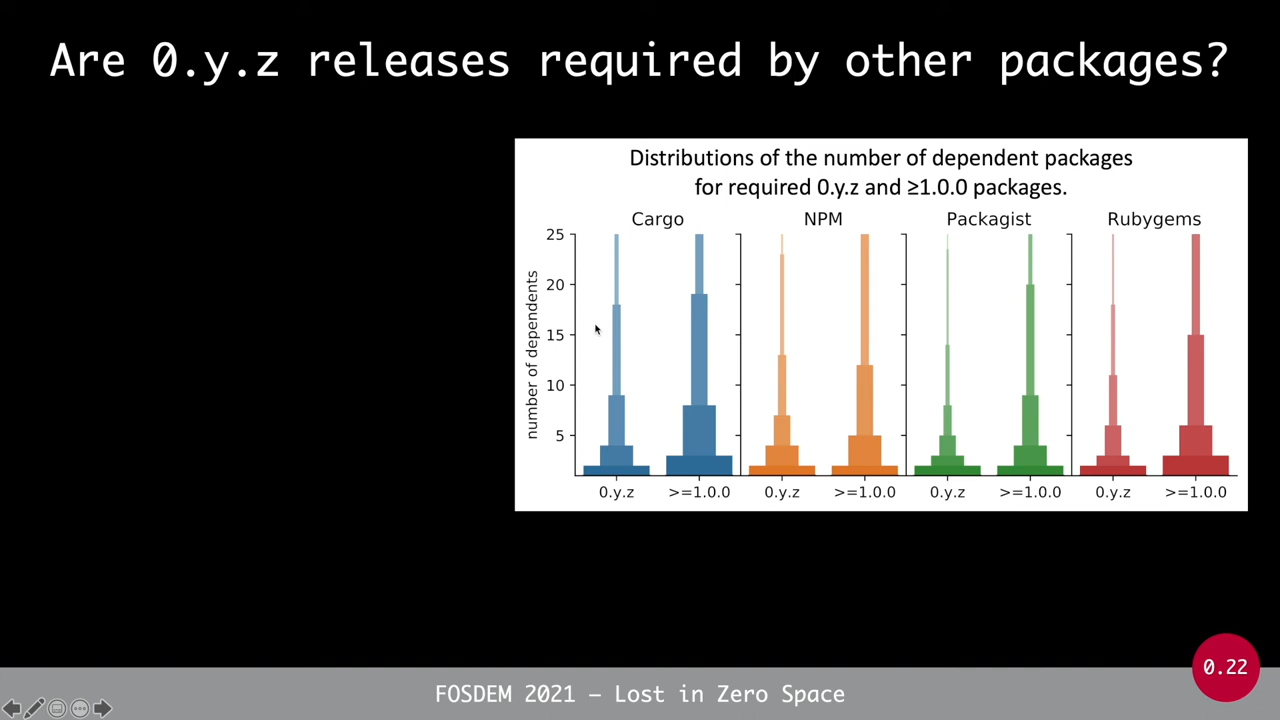 Are 0.y.z releases required by other packages?
Distributions of the number of dependent packages
for required 0.y.z and ≥1.0.0 packages.
Cargo NPM Packagist Rubygems
number of dependents
25
20
15
10
5
0.y.z >=1.0.0 0.y.z >=1.0.0 0.y.z >=1.0.0 0.y.z >=1.0.0
0.22
FOSDEM 2021 – Lost in Zero Space